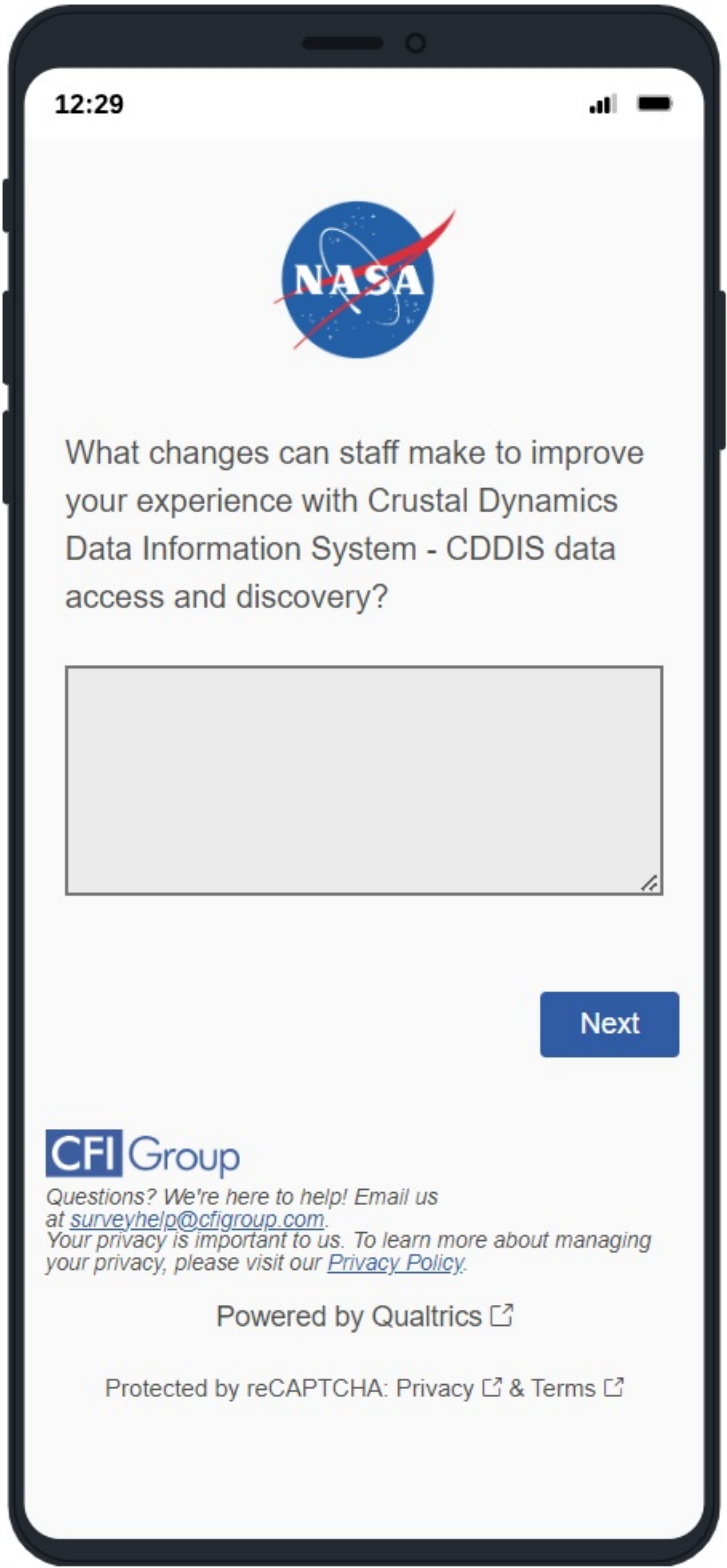 12:29
NASA
What changes can staff make to improve
your experience with Crustal Dynamics
Data Information System - CDDIS data
access and discovery?
Next
CFI Group
Questions? We're here to help! Email us
at surveyhelp@cfigroup.com.
Your privacy is important to us. To learn more about managing
your privacy, please visit our Privacy Policy.
Powered by Qualtrics
Protected by reCAPTCHA: Privacy & Terms